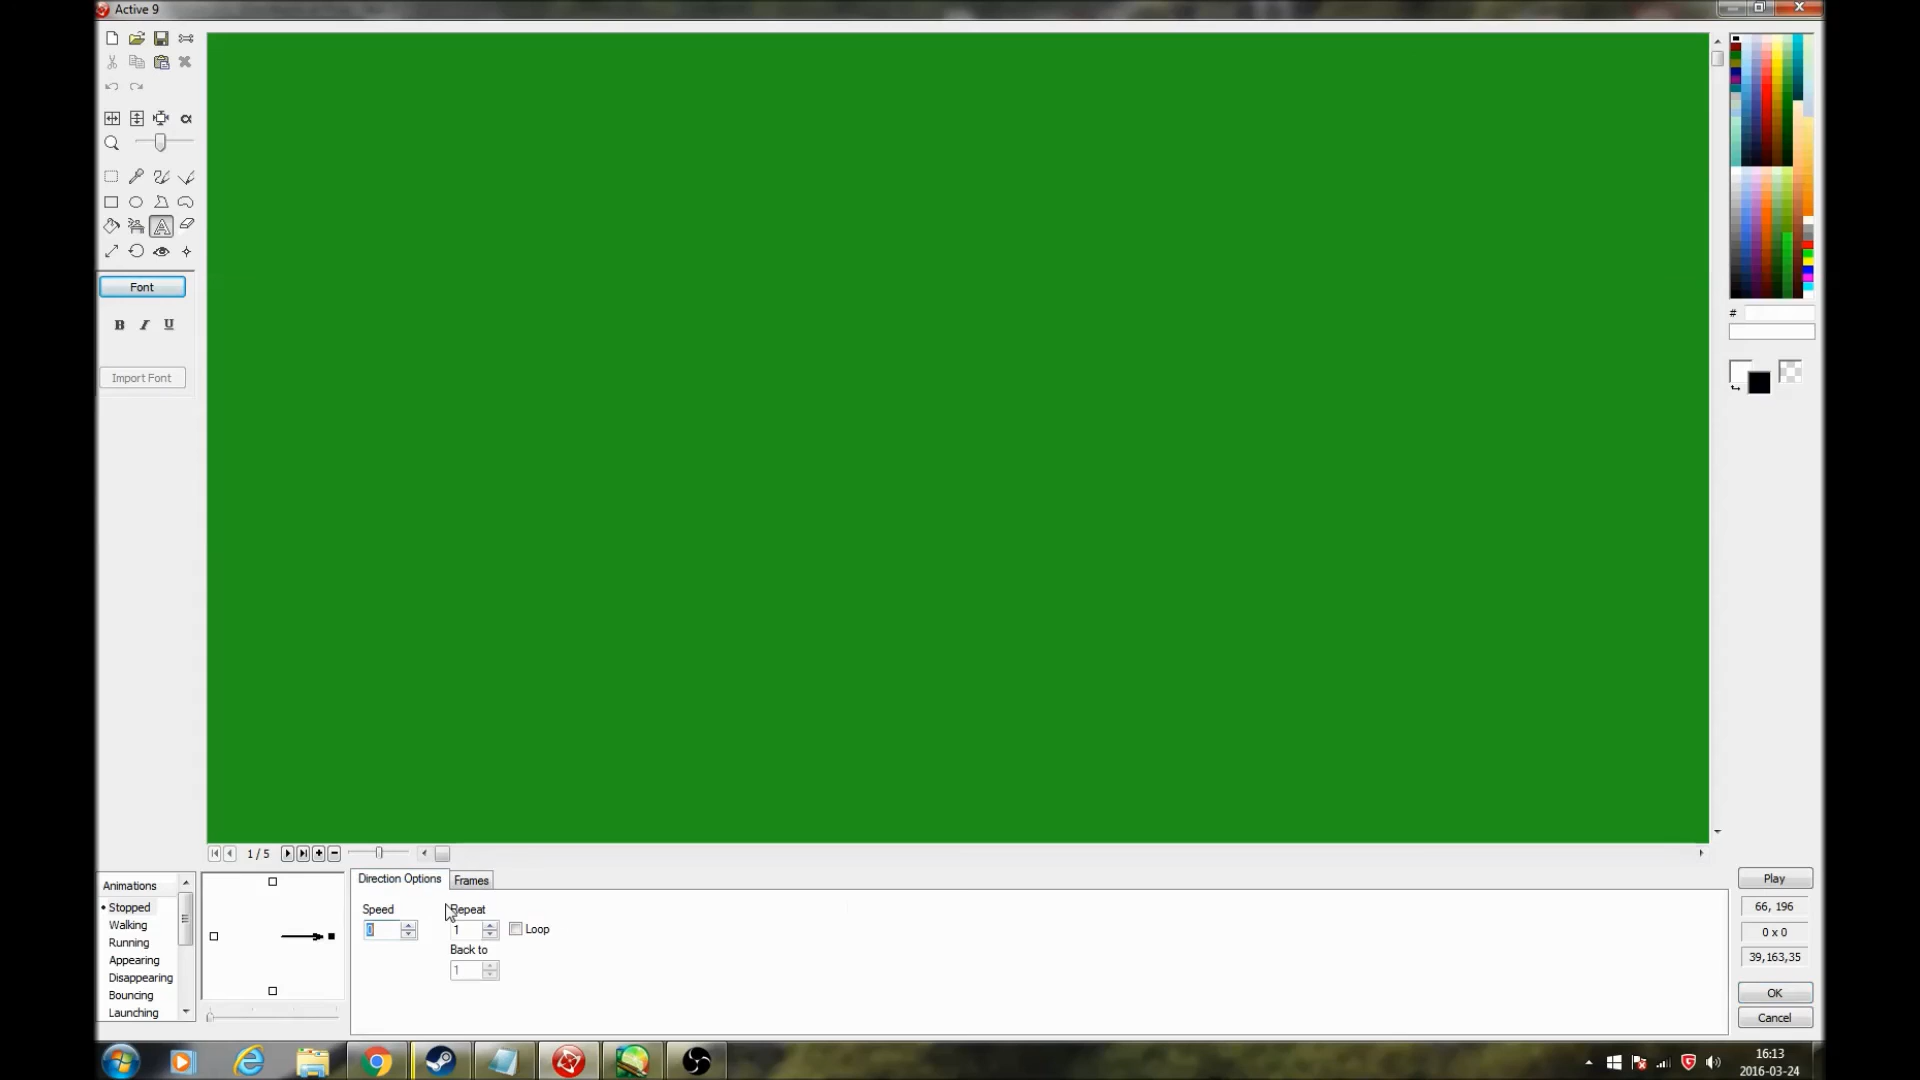 Active 9
Font
B I U
Import Font
#
1 / 5
Animations
Stopped
Walking
Running
Appearing
Disappearing
Bouncing
Launching
Direction Options
Frames
Speed
0
Repeat
1
Loop
Back to
1
Play
66, 196
0 x 0
39,163,35
OK
Cancel
16:13
2016-03-24